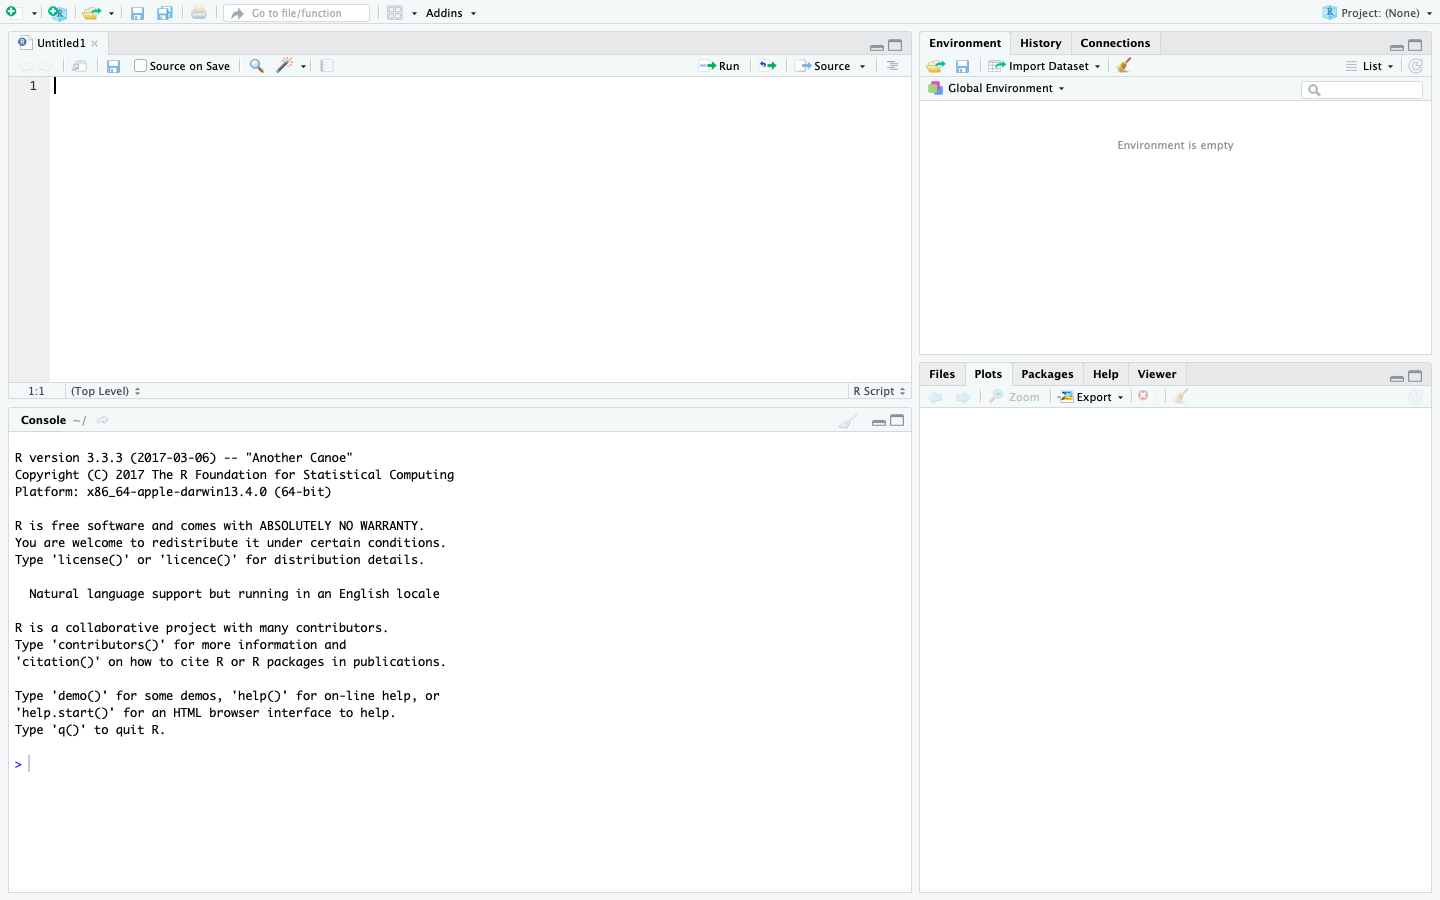 Go to file/function
Addins
Project: (None)
Untitled1
Source on Save
Run
Source
1
1:1
(Top Level)
R Script
Console ~/
R version 3.3.3 (2017-03-06) -- "Another Canoe"
Copyright (C) 2017 The R Foundation for Statistical Computing
Platform: x86_64-apple-darwin13.4.0 (64-bit)
R is free software and comes with ABSOLUTELY NO WARRANTY.
You are welcome to redistribute it under certain conditions.
Type 'license()' or 'licence()' for distribution details.
Natural language support but running in an English locale
R is a collaborative project with many contributors.
Type 'contributors()' for more information and
'citation()' on how to cite R or R packages in publications.
Type 'demo()' for some demos, 'help()' for on-line help, or
'help.start()' for an HTML browser interface to help.
Type 'q()' to quit R.
>
Environment History Connections
Import Dataset
List
Global Environment
Environment is empty
Files Plots Packages Help Viewer
Zoom
Export